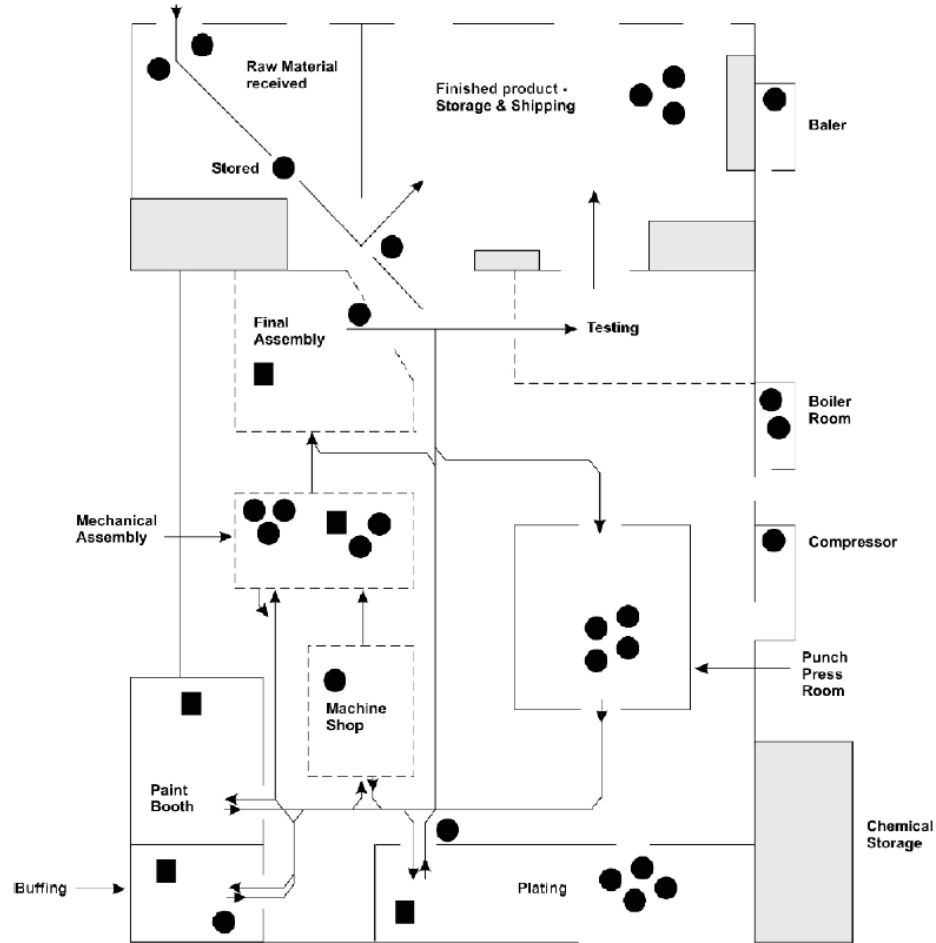 Raw Material
received
Finished product -
Storage & Shipping
Baler
Stored
Final
Assembly
Testing
Boiler
Room
Mechanical
Assembly
Compressor
Punch
Press
Room
Machine
Shop
Paint
Booth
Chemical
Storage
Buffing
Plating